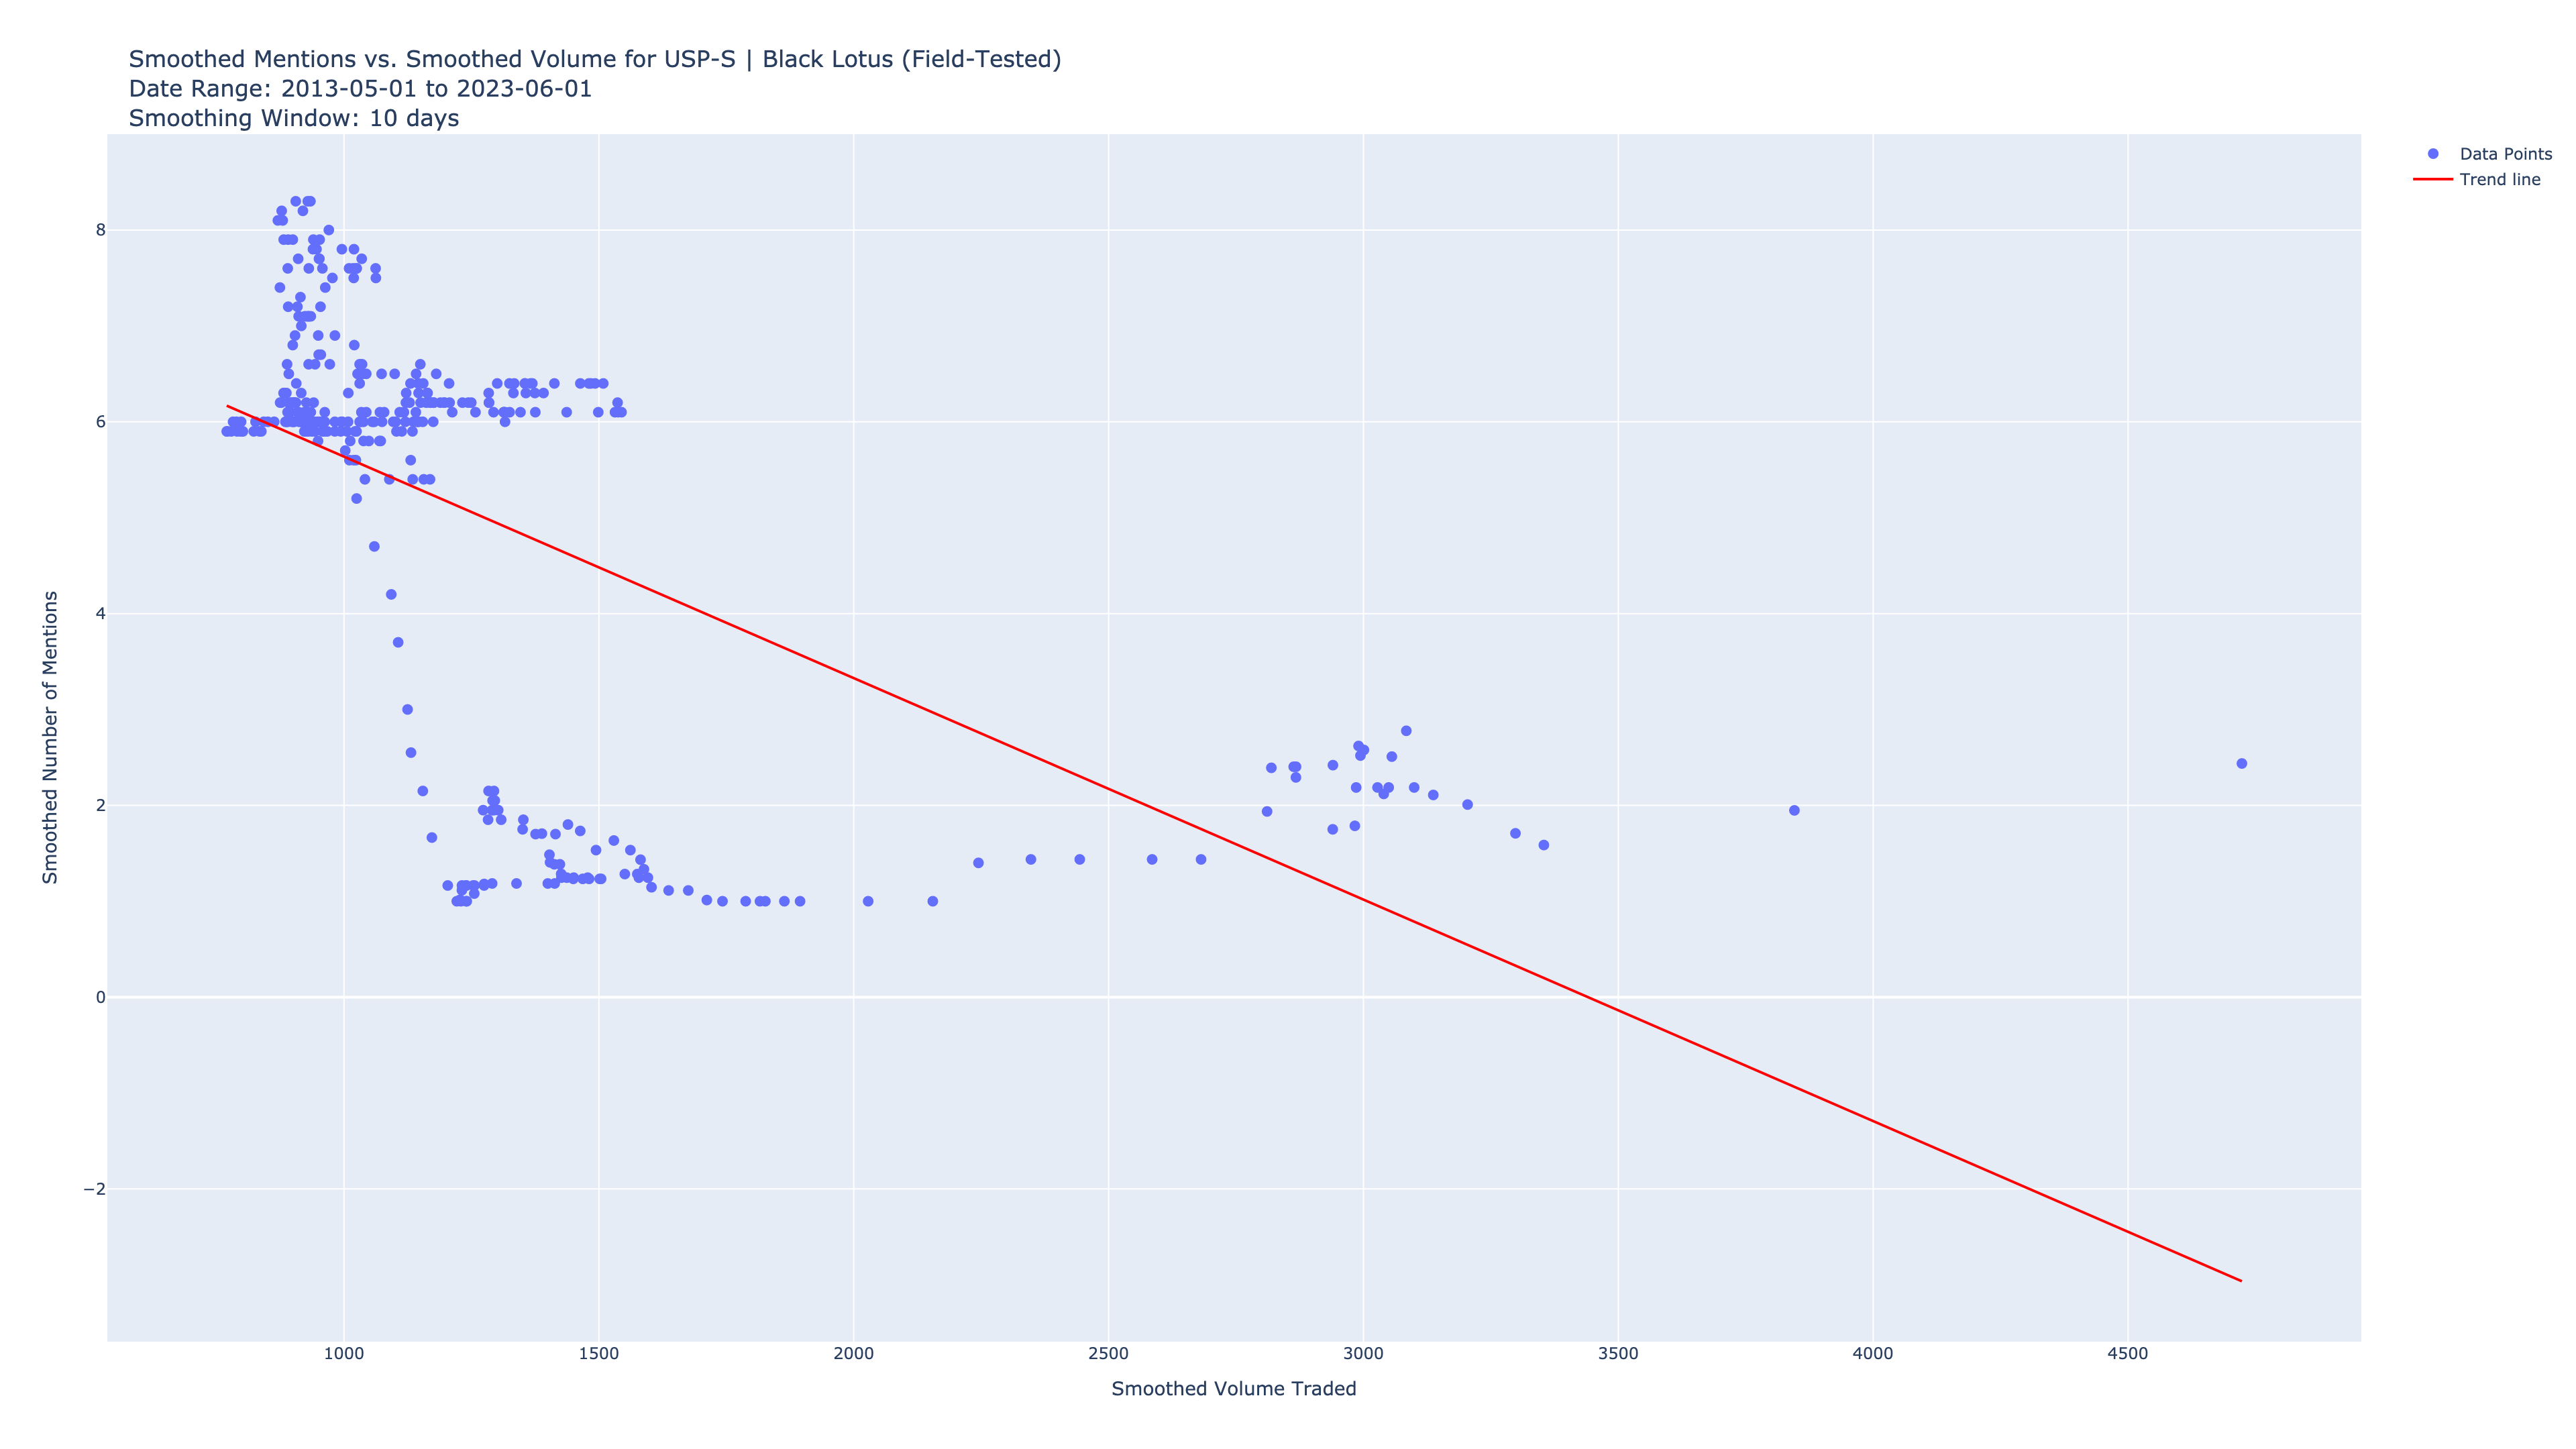 Smoothed Mentions vs. Smoothed Volume for USP-S | Black Lotus (Field-Tested)
Date Range: 2013-05-01 to 2023-06-01
Smoothing Window: 10 days
Data Points
Trend line
Smoothed Number of Mentions
8
6
4
2
0
−2
1000
1500
2000
2500
3000
3500
4000
4500
Smoothed Volume Traded